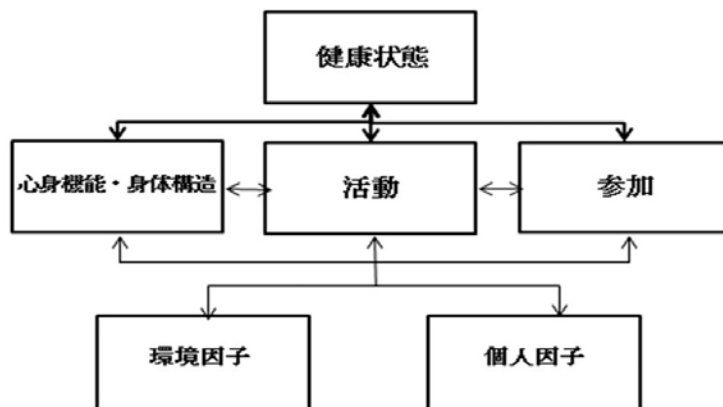 健康状態
心身機能・身体構造
活動
参加
環境因子
個人因子